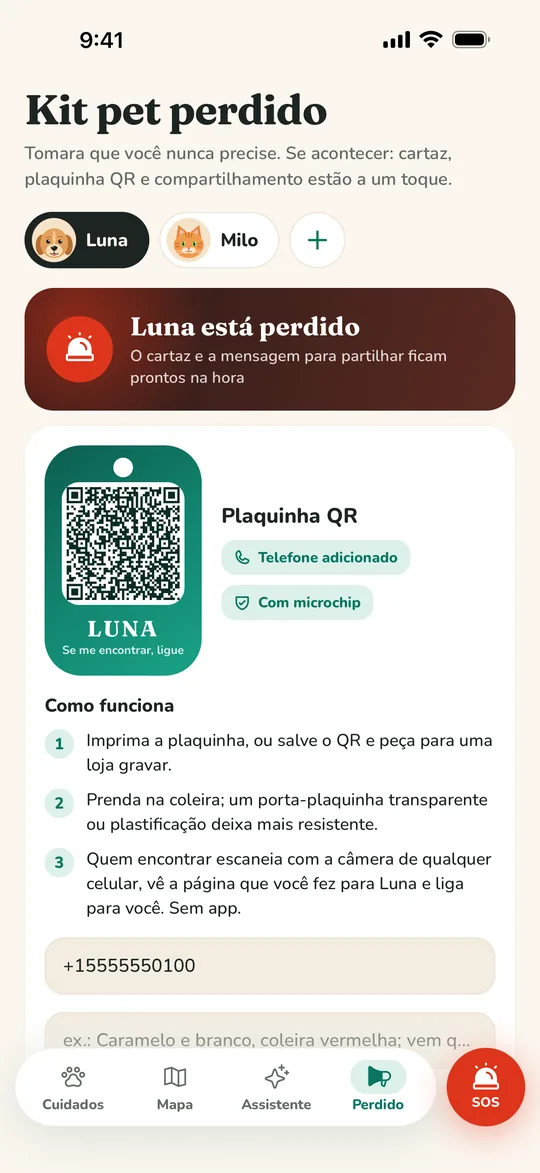 9:41
Kit pet perdido
Tomara que você nunca precise. Se acontecer: cartaz,
plaquinha QR e compartilhamento estão a um toque.
Luna
Milo
Luna está perdido
O cartaz e a mensagem para partilhar ficam
prontos na hora
Plaquinha QR
Telefone adicionado
Com microchip
LUNA
Se me encontrar, ligue
Como funciona
1 Imprima a plaquinha, ou salve o QR e peça para uma
loja gravar.
2 Prenda na coleira; um porta-plaquinha transparente
ou plastificação deixa mais resistente.
3 Quem encontrar escaneia com a câmera de qualquer
celular, vê a página que você fez para Luna e liga
para você. Sem app.
+15555550100
ex.: Caramelo e branco, coleira vermelha; vem q...
Cuidados
Mapa
Assistente
Perdido
SOS